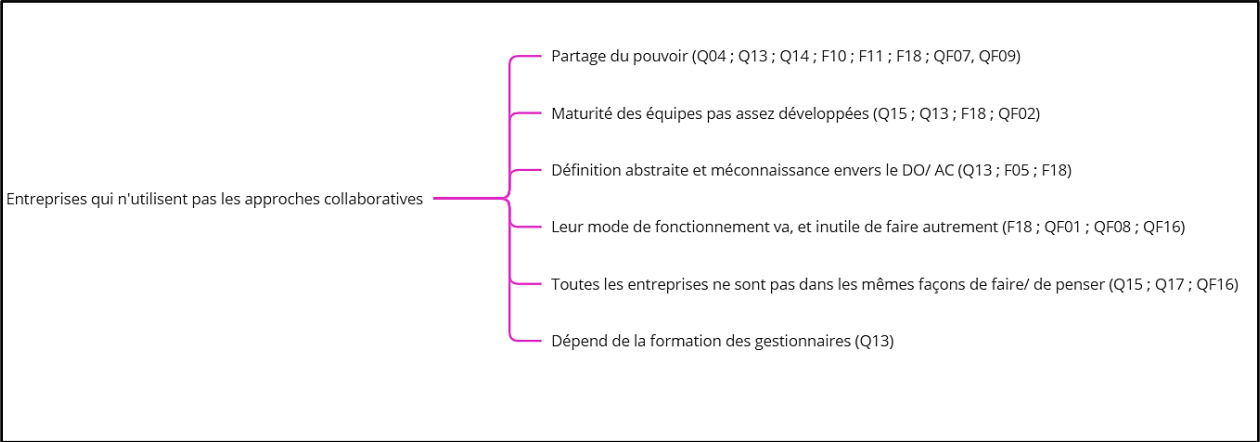 Partage du pouvoir (Q04 ; Q13 ; Q14 ; F10 ; F11 ; F18 ; QF07, QF09)
Maturité des équipes pas assez développées (Q15 ; Q13 ; F18 ; QF02)
Définition abstraite et méconnaissance envers le DO/ AC (Q13 ; F05 ; F18)
Entreprises qui n'utilisent pas les approches collaboratives
Leur mode de fonctionnement va, et inutile de faire autrement (F18 ; QF01 ; QF08 ; QF16)
Toutes les entreprises ne sont pas dans les mêmes façons de faire/ de penser (Q15 ; Q17 ; QF16)
Dépend de la formation des gestionnaires (Q13)